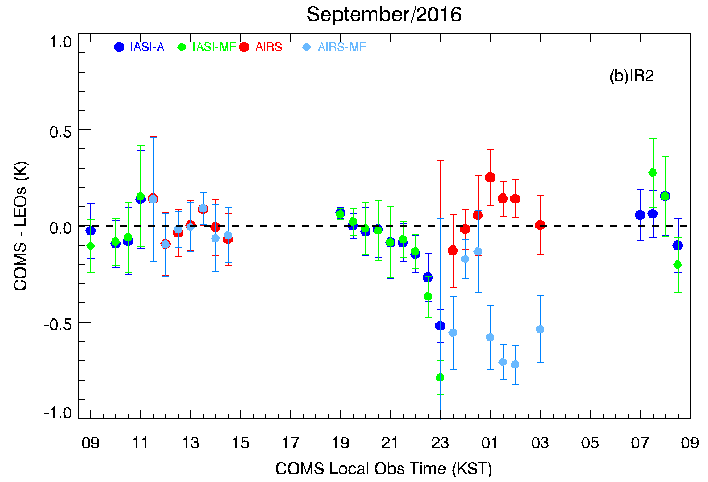 September/2016
IASI-A IASI-MF AIRS AIRS-MF
(b)IR2
1.0
0.5
0.0
-0.5
-1.0
COMS - LEOs (K)
09 11 13 15 17 19 21 23 01 03 05 07 09
COMS Local Obs Time (KST)